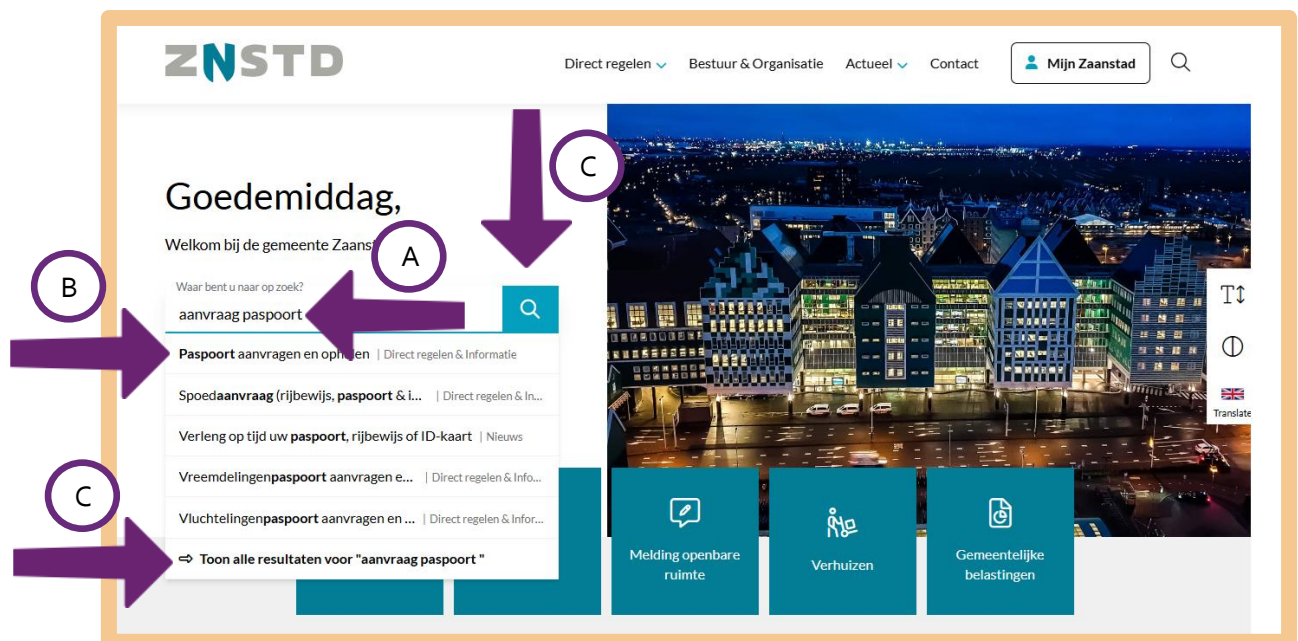 ZNSTD
Direct regelen Bestuur & Organisatie Actueel Contact Mijn Zaanstad
C
Goedemiddag,
Welkom bij de gemeente
A
B
Waar bent u naar op zoek?
aanvraag paspoort
Paspoort aanvragen en | Direct regelen & Informatie
Spoedaanvraag (rijbewijs, paspoort & i... | Direct regelen & In...
Verleng op tijd uw paspoort, rijbewijs of ID-kaart | Nieuws
Vreemdelingenpaspoort aanvragen e... | Direct regelen & Info...
C
Vluchtelingenpaspoort aanvragen en ... | Direct regelen & Infor...
⇨ Toon alle resultaten voor "aanvraag paspoort "
T↕
Translate
Melding openbare
ruimte
Verhuizen
Gemeentelijke
belastingen